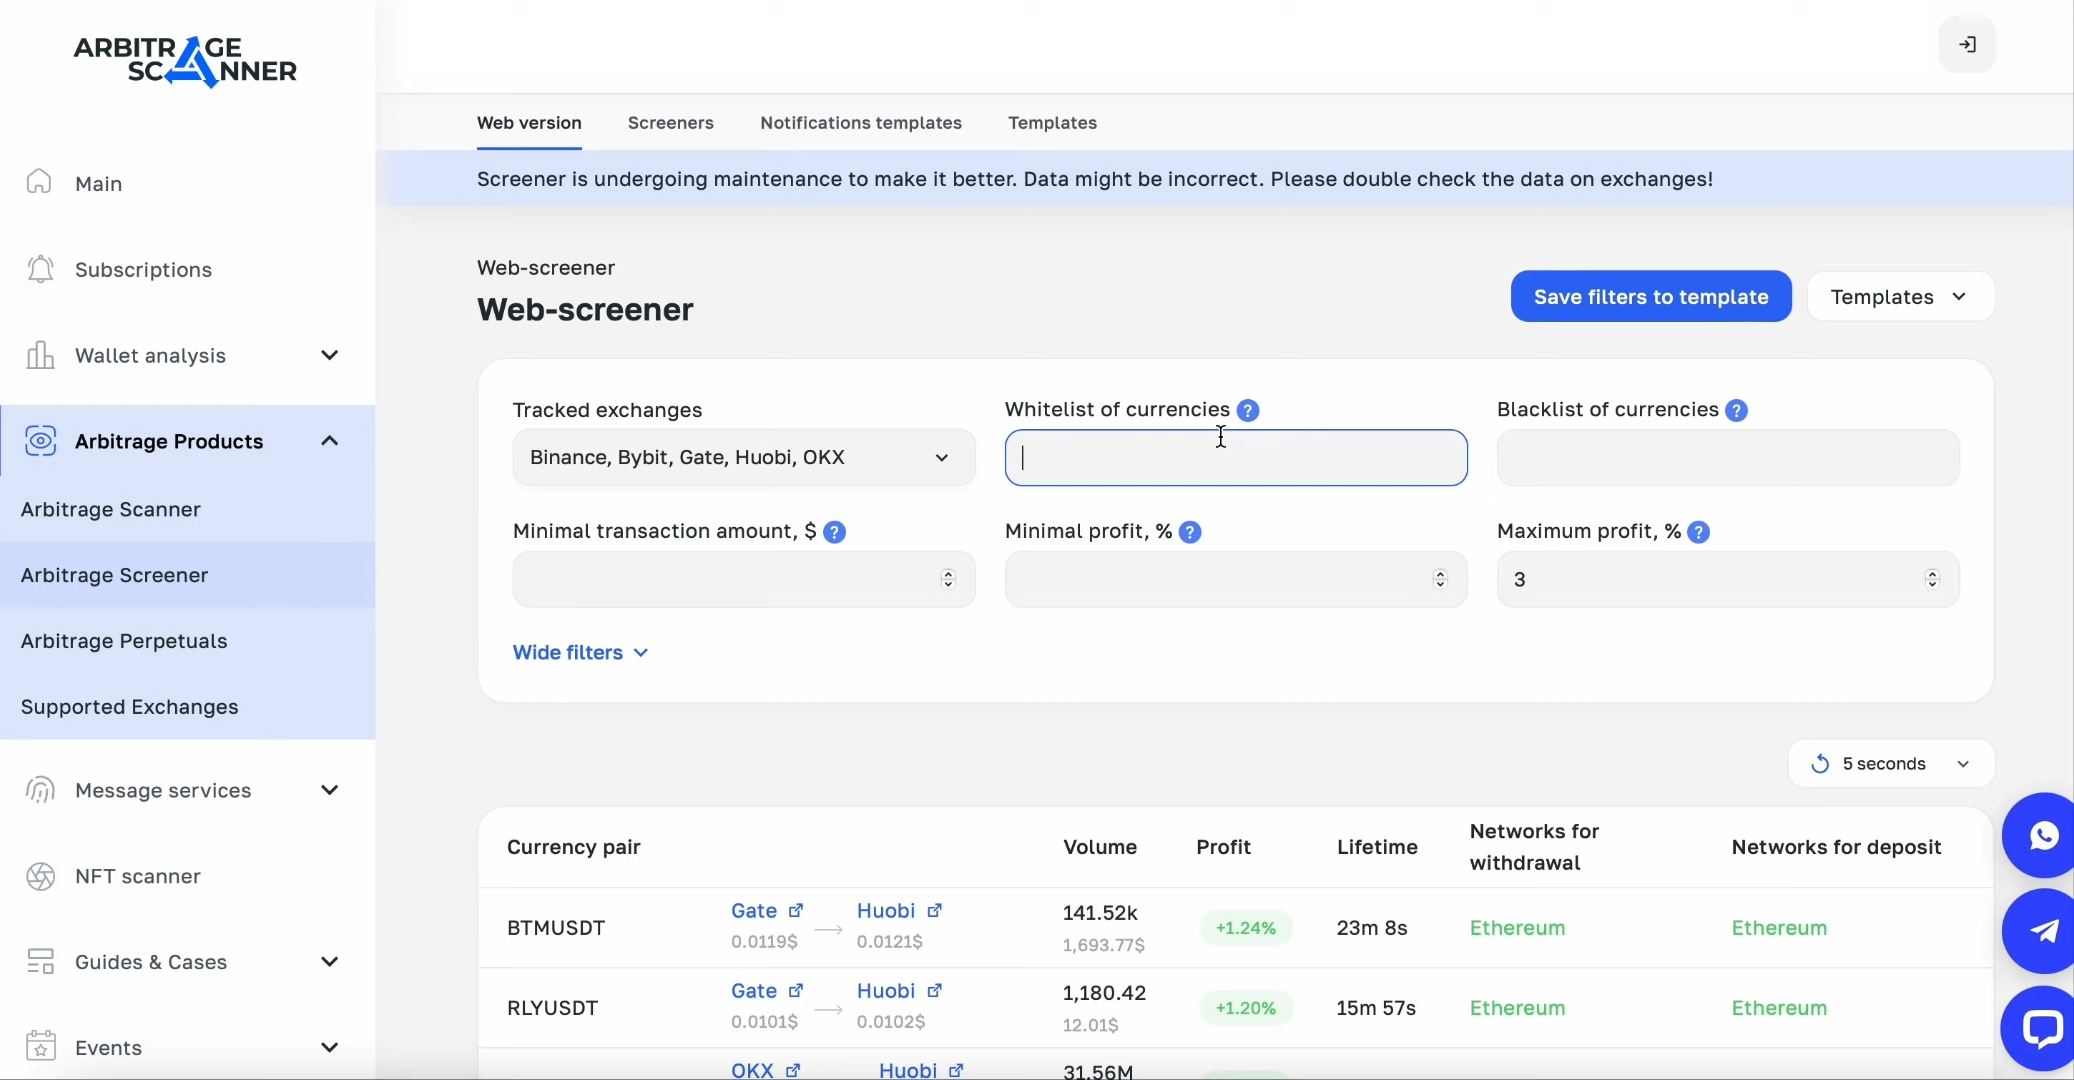 ARBITRAGE
SCANNER
Main
Subscriptions
Wallet analysis
Arbitrage Products
Arbitrage Scanner
Arbitrage Screener
Arbitrage Perpetuals
Supported Exchanges
Message services
NFT scanner
Guides & Cases
Events
Web version Screeners Notifications templates Templates
Screener is undergoing maintenance to make it better. Data might be incorrect. Please double check the data on exchanges!
Web-screener
Web-screener
Save filters to template Templates
Tracked exchanges Whitelist of currencies ? Blacklist of currencies ?
Binance, Bybit, Gate, Huobi, OKX
Minimal transaction amount, $ ? Minimal profit, % ? Maximum profit, % ?
3
Wide filters
5 seconds
Currency pair Volume Profit Lifetime Networks for withdrawal Networks for deposit
BTMUSDT Gate Huobi 141.52k +1.24% 23m 8s Ethereum Ethereum
0.0119$ 0.0121$ 1,693.77$
RLYUSDT Gate Huobi 1,180.42 +1.20% 15m 57s Ethereum Ethereum
0.0101$ 0.0102$ 12.01$
OKX Huobi 31.56M